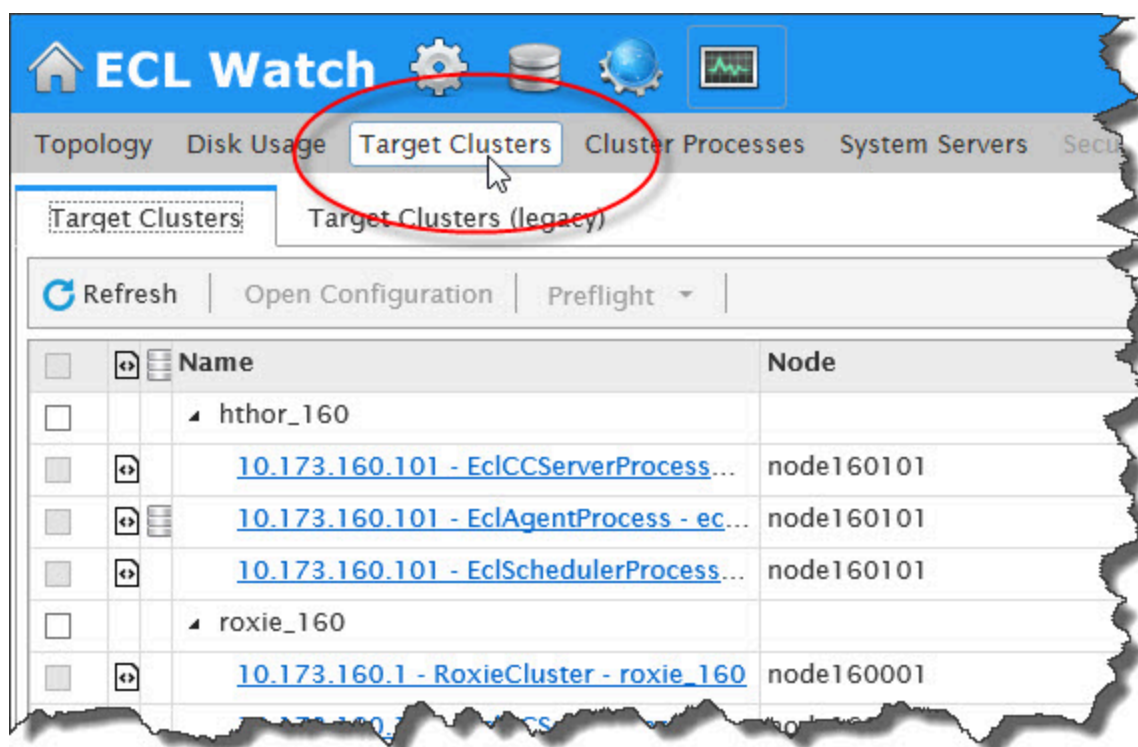 ECL Watch
Topology Disk Usage Target Clusters Cluster Processes System Servers Secu
Target Clusters Target Clusters (legacy)
Refresh Open Configuration Preflight
Name Node
hthor_160
10.173.160.101 - EclCCServerProcess... node160101
10.173.160.101 - EclAgentProcess - ec... node160101
10.173.160.101 - EclSchedulerProcess... node160101
roxie_160
10.173.160.1 - RoxieCluster - roxie_160 node160001